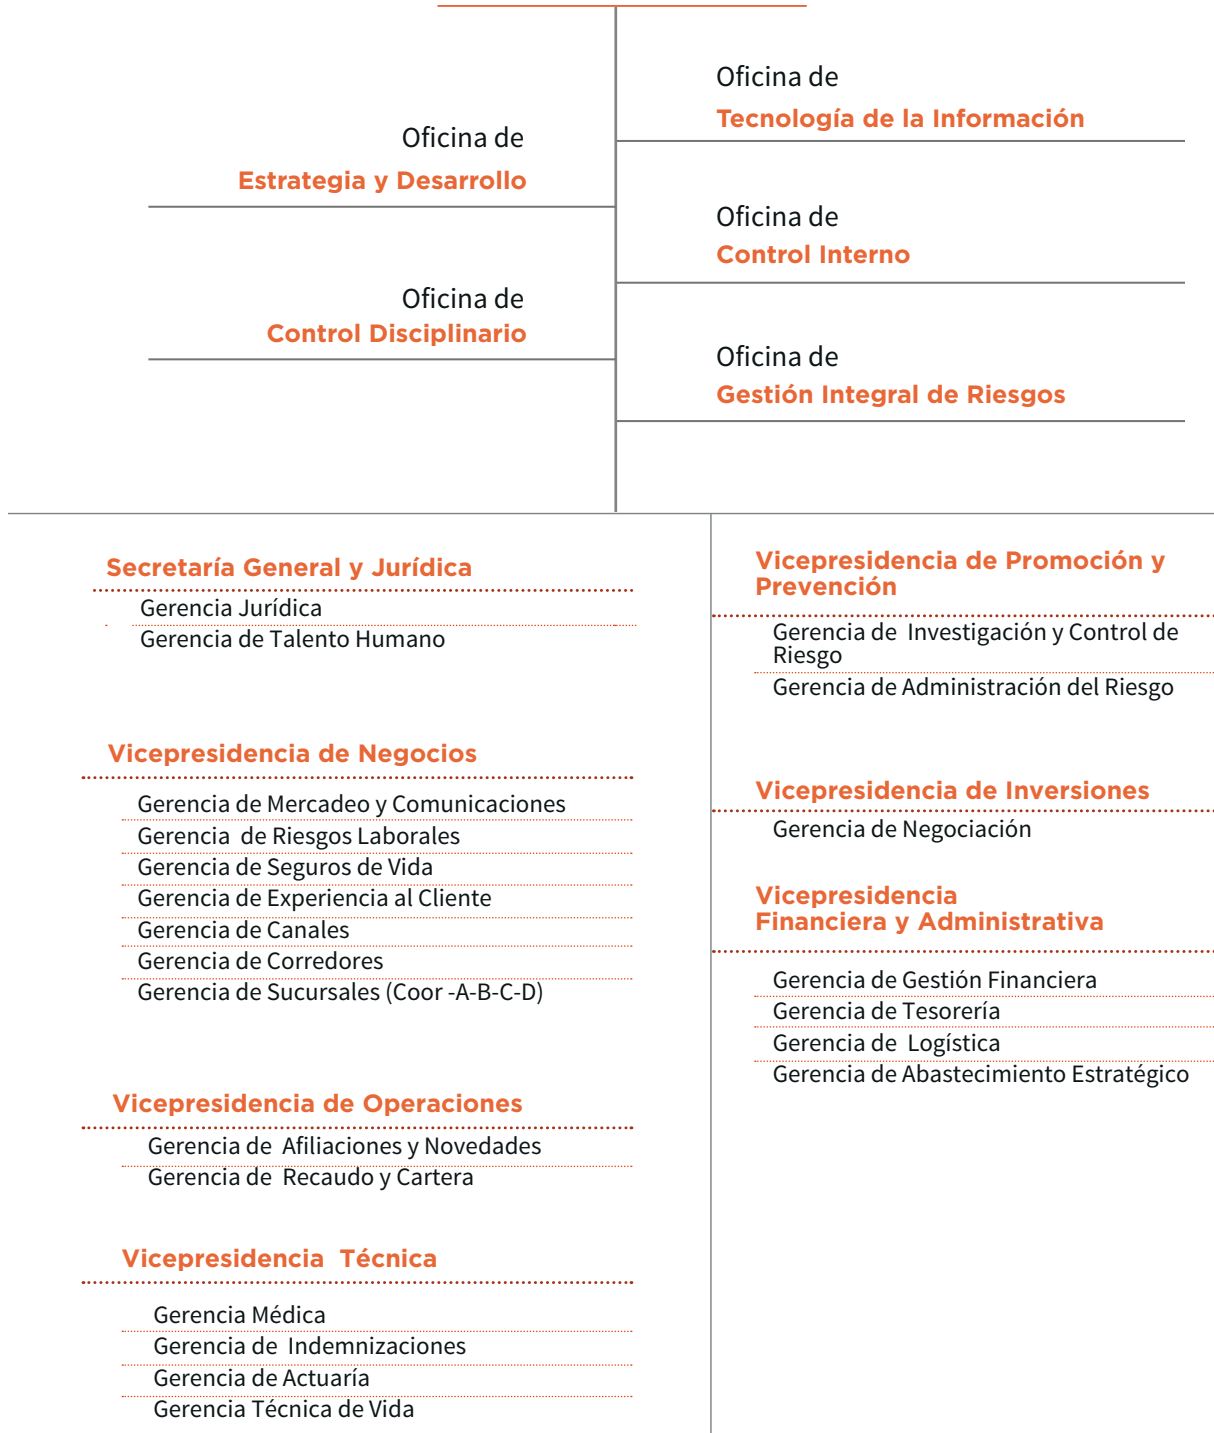 Oficina de
Tecnología de la Información
Oficina de
Estrategia y Desarrollo
Oficina de
Control Interno
Oficina de
Control Disciplinario
Oficina de
Gestión Integral de Riesgos
Secretaría General y Jurídica
Gerencia Jurídica
Gerencia de Talento Humano
Vicepresidencia de Negocios
Gerencia de Mercadeo y Comunicaciones
Gerencia de Riesgos Laborales
Gerencia de Seguros de Vida
Gerencia de Experiencia al Cliente
Gerencia de Canales
Gerencia de Corredores
Gerencia de Sucursales (Coor -A-B-C-D)
Vicepresidencia de Operaciones
Gerencia de Afiliaciones y Novedades
Gerencia de Recaudo y Cartera
Vicepresidencia Técnica
Gerencia Médica
Gerencia de Indemnizaciones
Gerencia de Actuaría
Gerencia Técnica de Vida
Vicepresidencia de Promoción y
Prevención
Gerencia de Investigación y Control de
Riesgo
Gerencia de Administración del Riesgo
Vicepresidencia de Inversiones
Gerencia de Negociación
Vicepresidencia
Financiera y Administrativa
Gerencia de Gestión Financiera
Gerencia de Tesorería
Gerencia de Logística
Gerencia de Abastecimiento Estratégico